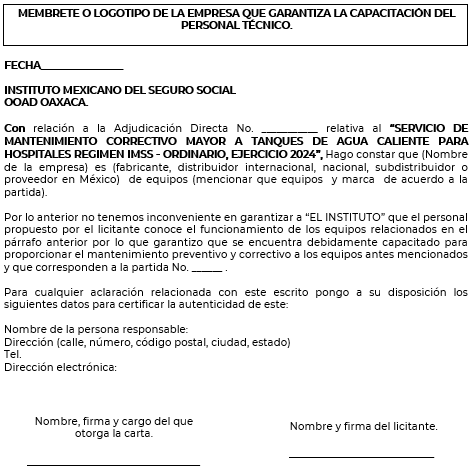 MEMBRETE O LOGOTIPO DE LA EMPRESA QUE GARANTIZA LA CAPACITACIÓN DEL
PERSONAL TÉCNICO.
FECHA_______________
INSTITUTO MEXICANO DEL SEGURO SOCIAL
OOAD OAXACA.
Con relación a la Adjudicación Directa No. __________ relativa al "SERVICIO DE
MANTENIMIENTO CORRECTIVO MAYOR A TANQUES DE AGUA CALIENTE PARA
HOSPITALES REGIMEN IMSS - ORDINARIO, EJERCICIO 2024", Hago constar que (Nombre
de la empresa) es (fabricante, distribuidor internacional, nacional, subdistribuidor o
proveedor en México) de equipos (mencionar que equipos y marca de acuerdo a la
partida).
Por lo anterior no tenemos inconveniente en garantizar a "EL INSTITUTO" que el personal
propuesto por el licitante conoce el funcionamiento de los equipos relacionados en el
párrafo anterior por lo que garantizo que se encuentra debidamente capacitado para
proporcionar el mantenimiento preventivo y correctivo a los equipos antes mencionados
y que corresponden a la partida No. ______ .
Para cualquier aclaración relacionada con este escrito pongo a su disposición los
siguientes datos para certificar la autenticidad de este:
Nombre de la persona responsable:
Dirección (calle, número, código postal, ciudad, estado)
Tel.
Dirección electrónica:
Nombre, firma y cargo del que
otorga la carta.
Nombre y firma del licitante.